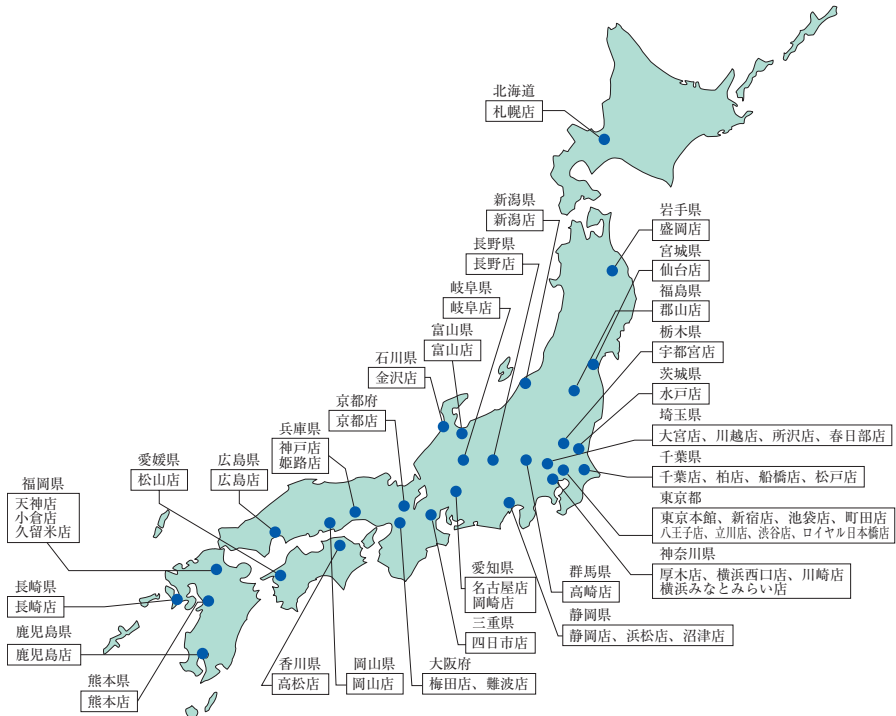 北海道
札幌店
新潟県
新潟店
長野県
長野店
岐阜県
岐阜店
富山県
富山店
石川県
金沢店
京都府
京都店
兵庫県
神戸店
姫路店
広島県
広島店
愛媛県
松山店
福岡県
天神店
小倉店
久留米店
長崎県
長崎店
鹿児島県
鹿児島店
熊本県
熊本店
岩手県
盛岡店
宮城県
仙台店
福島県
郡山店
栃木県
宇都宮店
茨城県
水戸店
埼玉県
大宮店、川越店、所沢店、春日部店
千葉県
千葉店、柏店、船橋店、松戸店
東京都
東京本館、新宿店、池袋店、町田店
八王子店、立川店、渋谷店、ロイヤル日本橋店
神奈川県
厚木店、横浜西口店、川崎店
横浜みなとみらい店
群馬県
高崎店
静岡県
静岡店、浜松店、沼津店
愛知県
名古屋店
岡崎店
三重県
四日市店
大阪府
梅田店、難波店
岡山県
岡山店
香川県
高松店